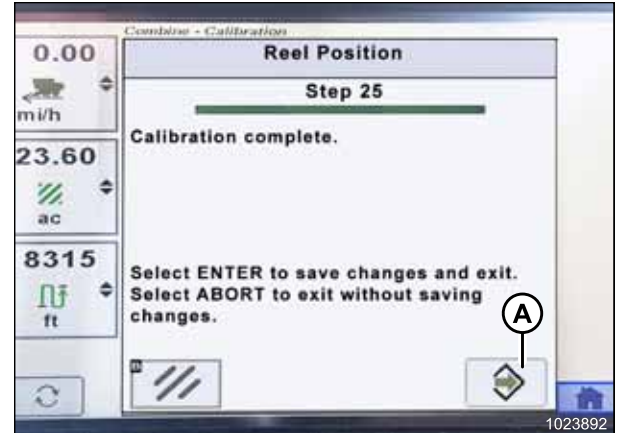 Combine - Calibration
0.00
mi/h
23.60
ac
8315
ft
Reel Position
Step 25
Calibration complete.
Select ENTER to save changes and exit.
Select ABORT to exit without saving
changes.
A
1023892